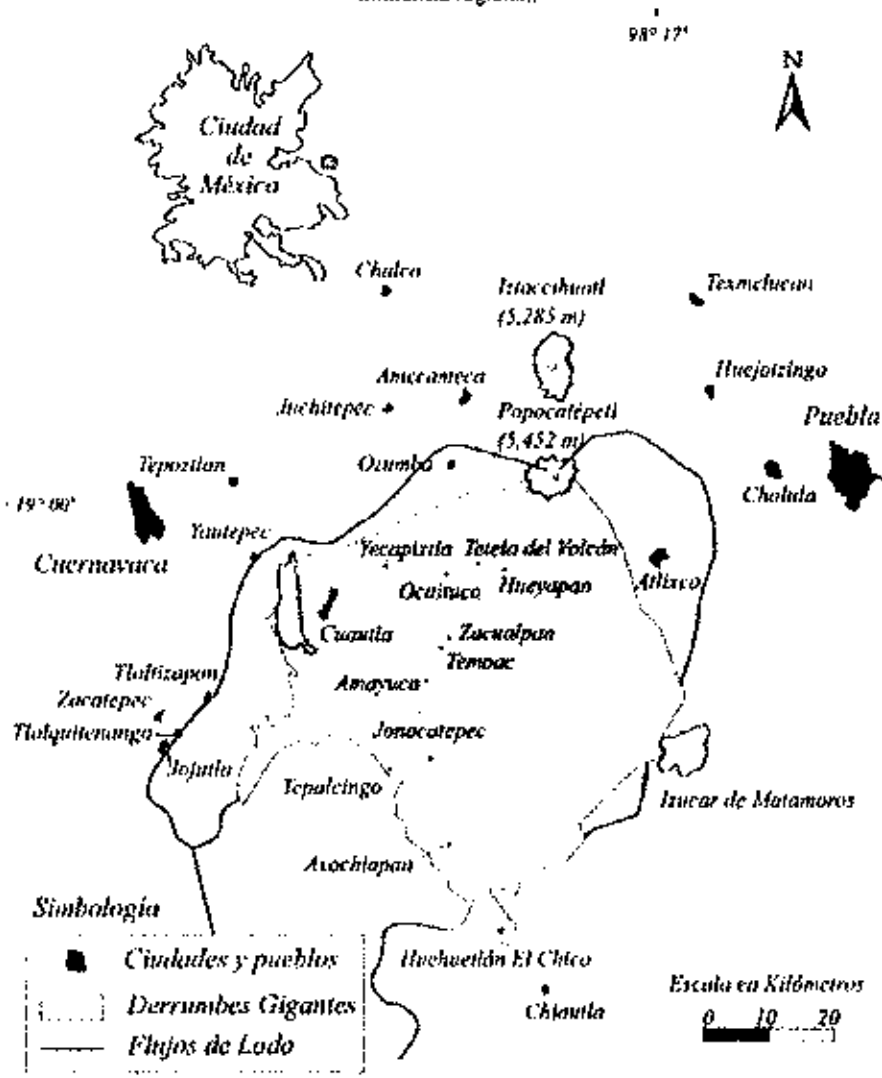 98° 17'
N
Ciudad
de
México
Chalco
Iztaccíhuatl
(5,285 m)
Texmelucan
Amecameca
Huejotzingo
Juchitepec
Popocatépetl
(5,452 m)
Puebla
Tepoztlan
Ozumba
Cholula
19° 00'
Yautepec
Cuernavaca
Yecapixtla
Tetela del Volcán
Ocuituco
Hueyapan
Atlixco
Cuautla
Zacualpan
Temoac
Tlaltizapan
Amayuca
Zacatepec
Tlalquitenango
Jonacatepec
Jojutla
Tepalcingo
Izucar de Matamoros
Axochiapan
Simbología
Ciudades y pueblos
Huehuetlán El Chico
Derrumbes Gigantes
Chiautla
Escala en Kilómetros
0 10 20
Flujos de Lodo